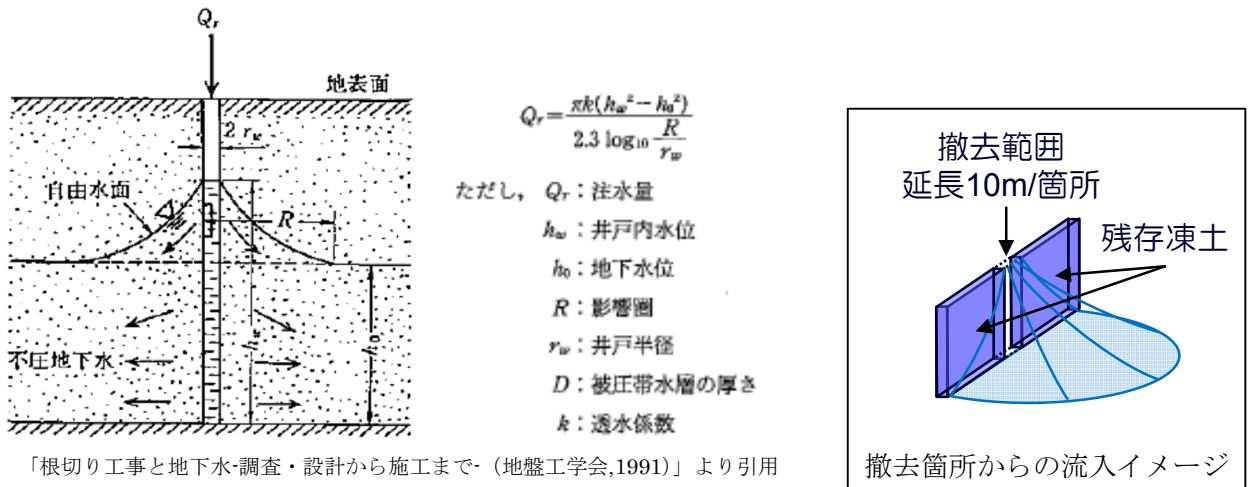 Qr
地表面
2 rw
自由水面
R
hw
h0
不圧地下水
Qr=πk(hw²−h0²)/2.3 log10 R/rw
ただし，Qr：注水量
hw：井戸内水位
h0：地下水位
R：影響圏
rw：井戸半径
D：被圧帯水層の厚さ
k：透水係数
「根切り工事と地下水-調査・設計から施工まで-（地盤工学会,1991)」より引用
撤去範囲
延長10m/箇所
残存凍土
撤去箇所からの流入イメージ